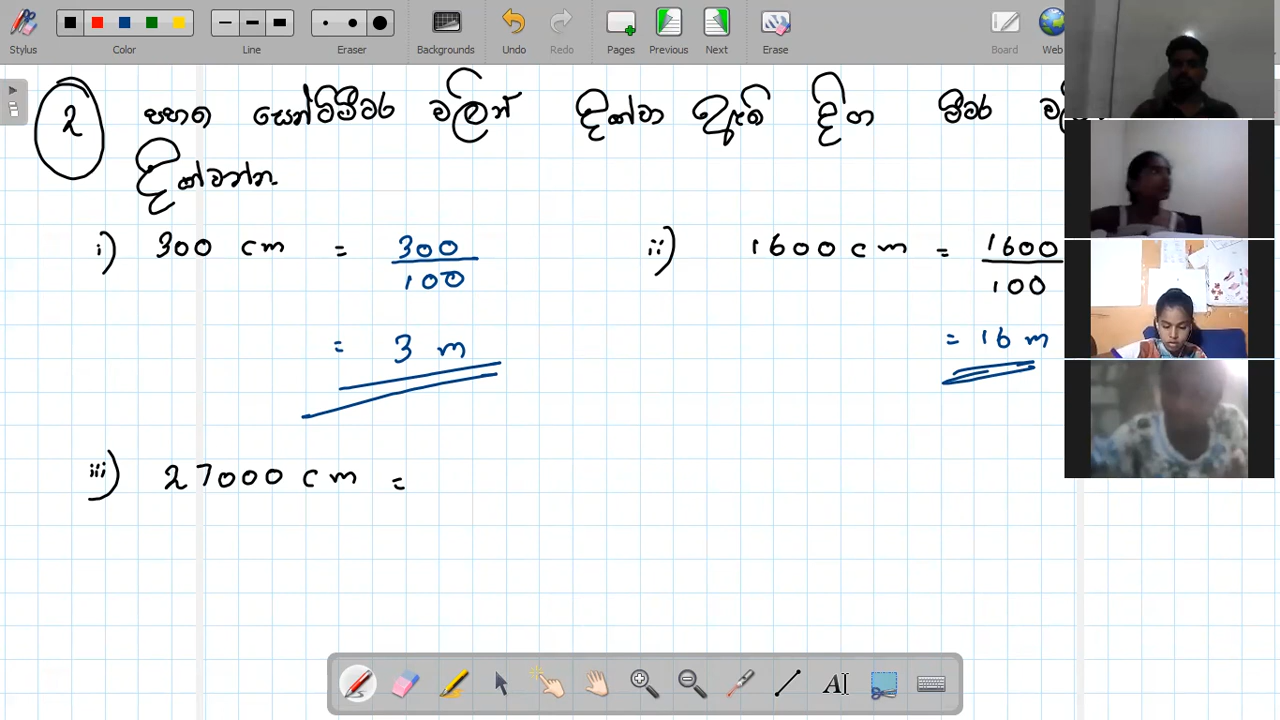 Stylus Color Line Eraser Backgrounds Undo Redo Pages Previous Next Erase Board Web
2 පහත සෙන්ටිමීටර වලින් දක්වා ඇති දිග මීටර
දක්වන්න
i) 300 cm = 300/100 ii) 1600 cm = 1600/100
= 3 m = 16 m
iii) 27000 cm =